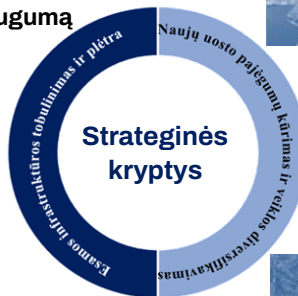 ugumą
Esamos infrastruktūros tobulinimas ir plėtra
Naujų uosto pajėgumų kūrimas ir veiklos diversifikavimas
Strateginės
kryptys